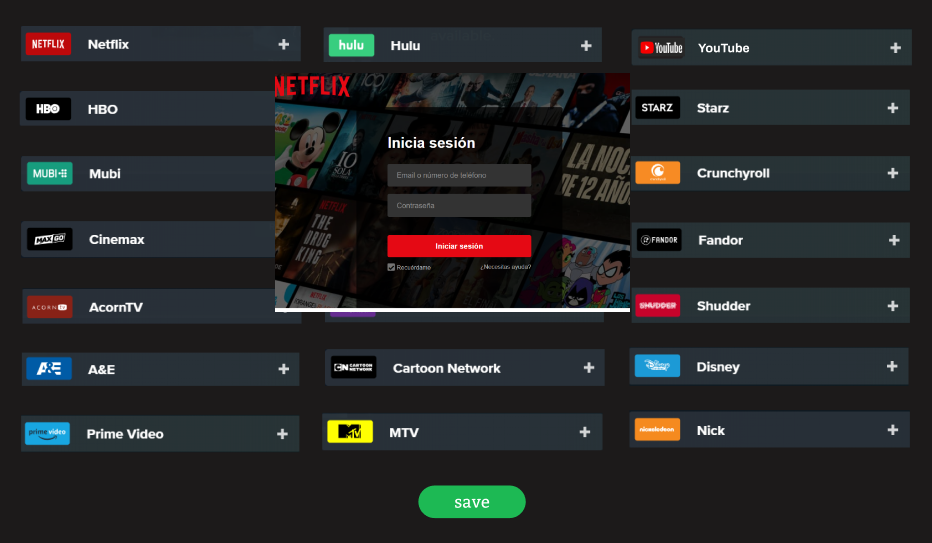 NETFLIX Netflix +
hulu Hulu +
YouTube YouTube +
HBO HBO
STARZ Starz +
MUBI Mubi
Crunchyroll +
MAX GO Cinemax
FANDOR Fandor +
ACORN TV AcornTV
SHUDDER Shudder +
NETFLIX
Inicia sesión
Email o número de teléfono
Contraseña
Iniciar sesión
Recuérdame
¿Necesitas ayuda?
10
SOLA
NETFLIX
THE
DRUG
KING
LA NOC
DE 12 AÑOS
A&E A&E +
CN CARTOON NETWORK Cartoon Network +
Disney Disney +
prime video Prime Video +
MTV MTV +
nickelodeon Nick +
save